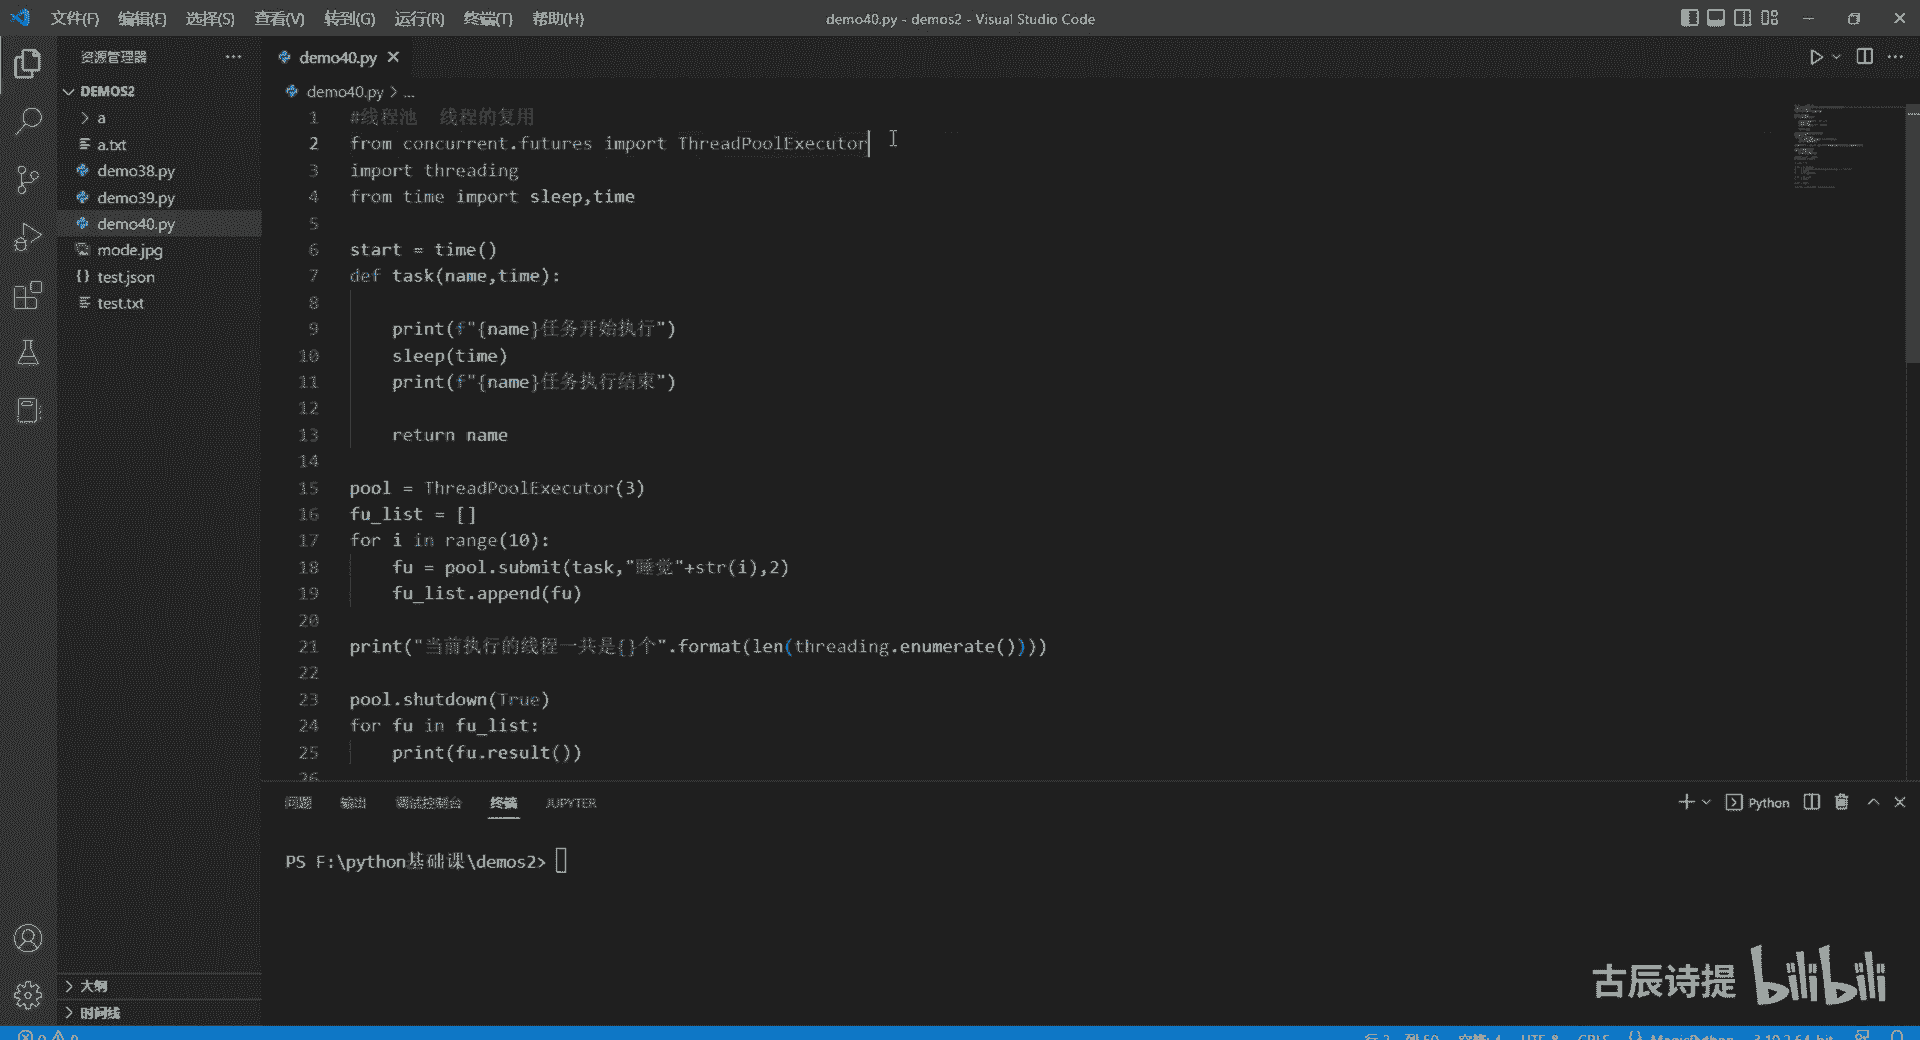 文件(F) 编辑(E) 选择(S) 查看(V) 转到(G) 运行(R) 终端(T) 帮助(H)
demo40.py - demos2 - Visual Studio Code
资源管理器
DEMOS2
a
a.txt
demo38.py
demo39.py
demo40.py
mode.jpg
test.json
test.txt
大纲
时间线
demo40.py
demo40.py > ...
1 #线程池 线程的复用
2 from concurrent.futures import ThreadPoolExecutor
3 import threading
4 from time import sleep,time
5
6 start = time()
7 def task(name,time):
8
9 print(f"{name}任务开始执行")
10 sleep(time)
11 print(f"{name}任务执行结束")
12
13 return name
14
15 pool = ThreadPoolExecutor(3)
16 fu_list = []
17 for i in range(10):
18 fu = pool.submit(task,"睡觉"+str(i),2)
19 fu_list.append(fu)
20
21 print("当前执行的线程一共是{}个".format(len(threading.enumerate())))
22
23 pool.shutdown(True)
24 for fu in fu_list:
25 print(fu.result())
26
问题 输出 调试控制台 终端 JUPYTER
Python
PS F:\python基础课\demos2>
古辰诗提 bilibili